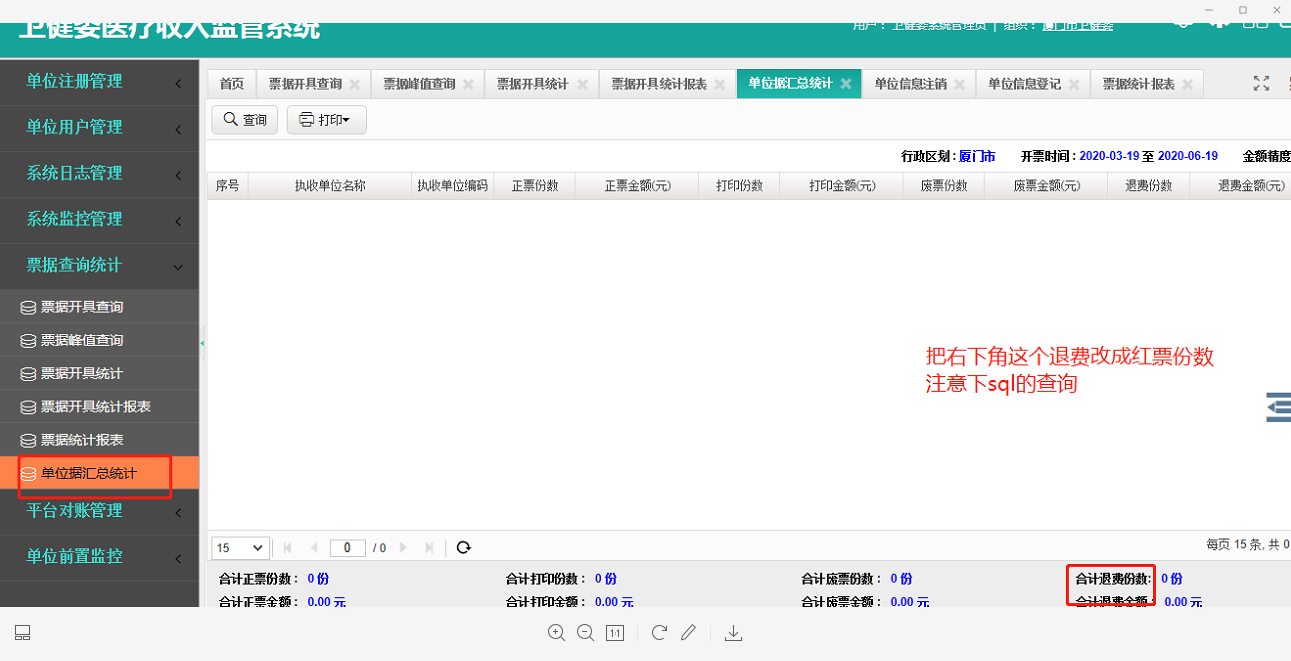 卫健委医疗收入监管系统
用户：卫健委系统管理员 | 组织：厦门市卫健委
单位注册管理
单位用户管理
系统日志管理
系统监控管理
票据查询统计
票据开具查询
票据峰值查询
票据开具统计
票据开具统计报表
票据统计报表
单位据汇总统计
平台对账管理
单位前置监控
首页 票据开具查询 票据峰值查询 票据开具统计 票据开具统计报表 单位据汇总统计 单位信息注销 单位信息登记 票据统计报表
查询 打印
行政区划：厦门市 开票时间：2020-03-19 至 2020-06-19 金额精度
序号 执收单位名称 执收单位编码 正票份数 正票金额(元) 打印份数 打印金额(元) 废票份数 废票金额(元) 退费份数 退费金额(元)
把右下角这个退费改成红票份数
注意下sql的查询
15 0 / 0 每页 15 条, 共 0
合计正票份数： 0 份 合计打印份数： 0 份 合计废票份数： 0 份 合计退费份数： 0 份
合计正票金额： 0.00 元 合计打印金额： 0.00 元 合计废票金额： 0.00 元 合计退费金额： 0.00 元
1:1